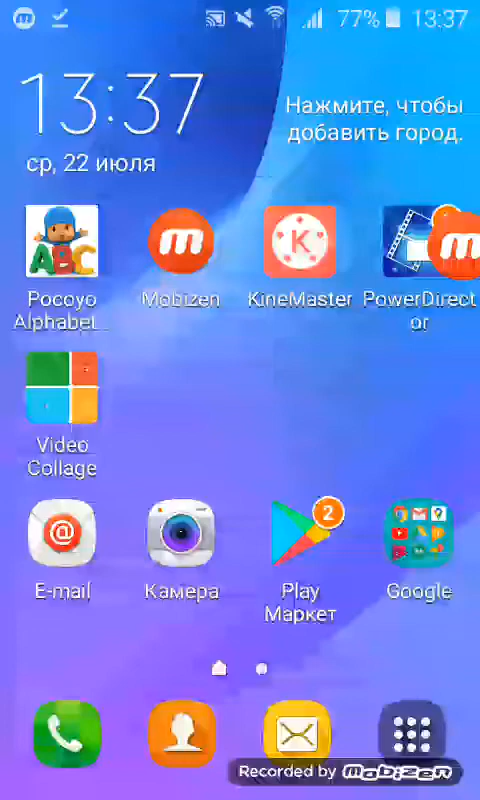 77% 13:37
13:37
Нажмите, чтобы
добавить город.
ср, 22 июля
ABC
Pocoyo
Alphabet...
Mobizen
K
KineMaster
PowerDirect
or
Video
Collage
@
E-mail
Камера
2
Play
Маркет
Google
Recorded by Mobizen